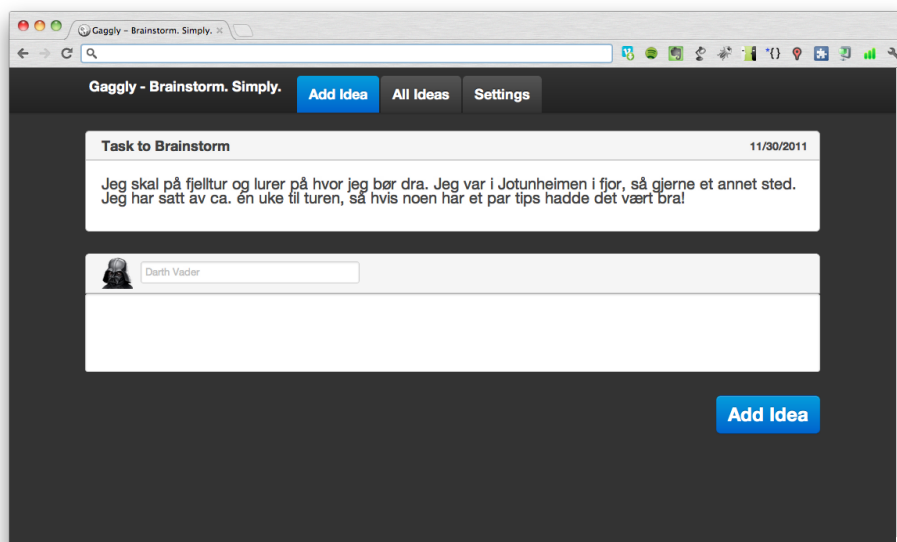 Gaggly - Brainstorm. Simply.
Gaggly - Brainstorm. Simply.
Add Idea
All Ideas
Settings
Task to Brainstorm
11/30/2011
Jeg skal på fjelltur og lurer på hvor jeg bør dra. Jeg var i Jotunheimen i fjor, så gjerne et annet sted.
Jeg har satt av ca. én uke til turen, så hvis noen har et par tips hadde det vært bra!
Darth Vader
Add Idea